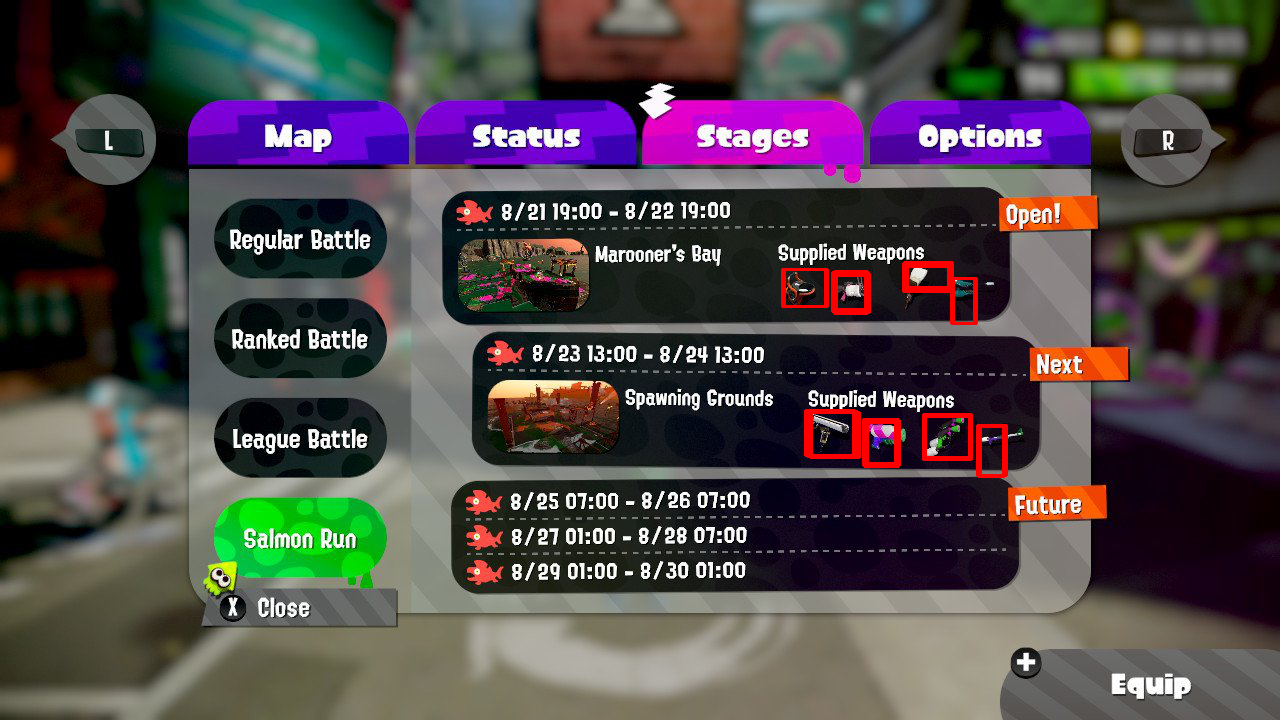 L
Map
Status
Stages
Options
R
Regular Battle
Ranked Battle
League Battle
Salmon Run
X Close
8/21 19:00 - 8/22 19:00
Open!
Marooner's Bay
Supplied Weapons
8/23 13:00 - 8/24 13:00
Next
Spawning Grounds
Supplied Weapons
8/25 07:00 - 8/26 07:00
Future
8/27 01:00 - 8/28 07:00
8/29 01:00 - 8/30 01:00
+
Equip